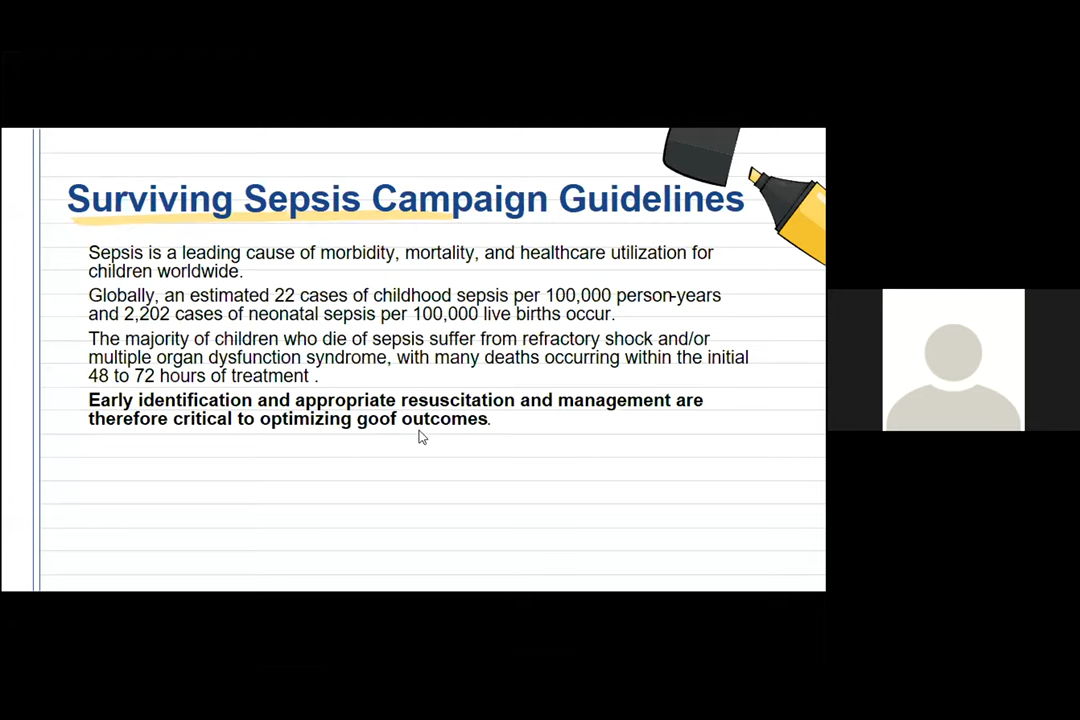 Surviving Sepsis Campaign Guidelines
Sepsis is a leading cause of morbidity, mortality, and healthcare utilization for
children worldwide.
Globally, an estimated 22 cases of childhood sepsis per 100,000 person-years
and 2,202 cases of neonatal sepsis per 100,000 live births occur.
The majority of children who die of sepsis suffer from refractory shock and/or
multiple organ dysfunction syndrome, with many deaths occurring within the initial
48 to 72 hours of treatment .
Early identification and appropriate resuscitation and management are
therefore critical to optimizing goof outcomes.